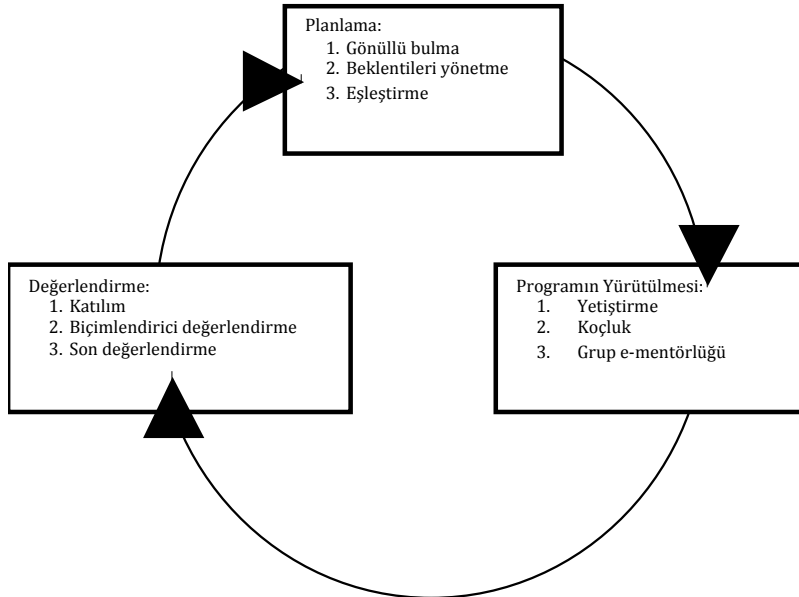 Planlama:
1. Gönüllü bulma
2. Beklentileri yönetme
3. Eşleştirme
Değerlendirme:
1. Katılım
2. Biçimlendirici değerlendirme
3. Son değerlendirme
Programın Yürütülmesi:
1. Yetiştirme
2. Koçluk
3. Grup e-mentörlüğü